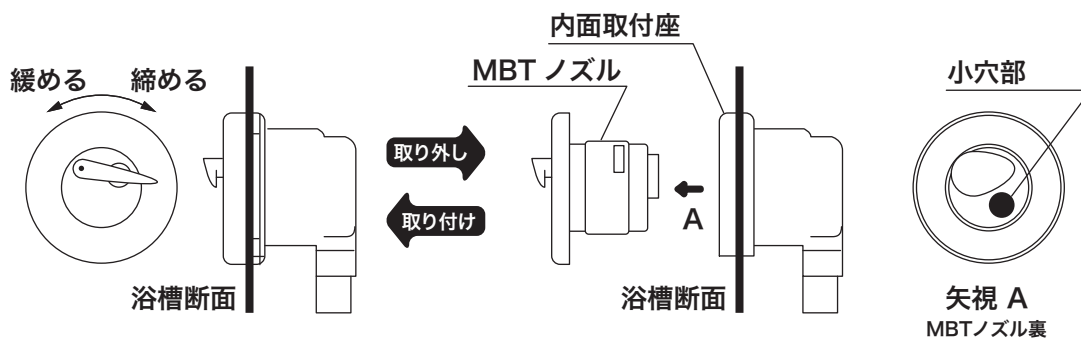 緩める 締める
浴槽断面
取り外し
取り付け
内面取付座
MBT ノズル
A
浴槽断面
小穴部
矢視 A
MBTノズル裏